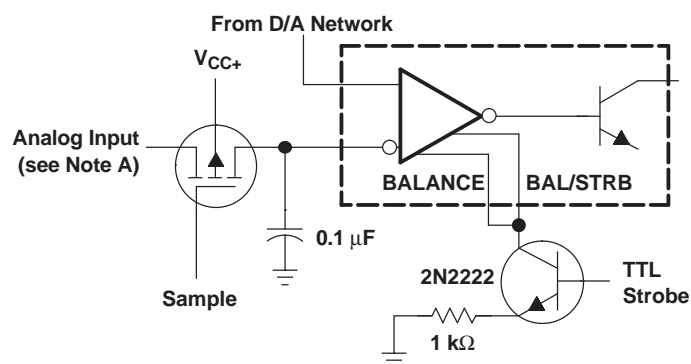 From D/A Network
VCC+
Analog Input
(see Note A)
BALANCE
BAL/STRB
0.1 μF
2N2222
TTL
Strobe
Sample
1 kΩ